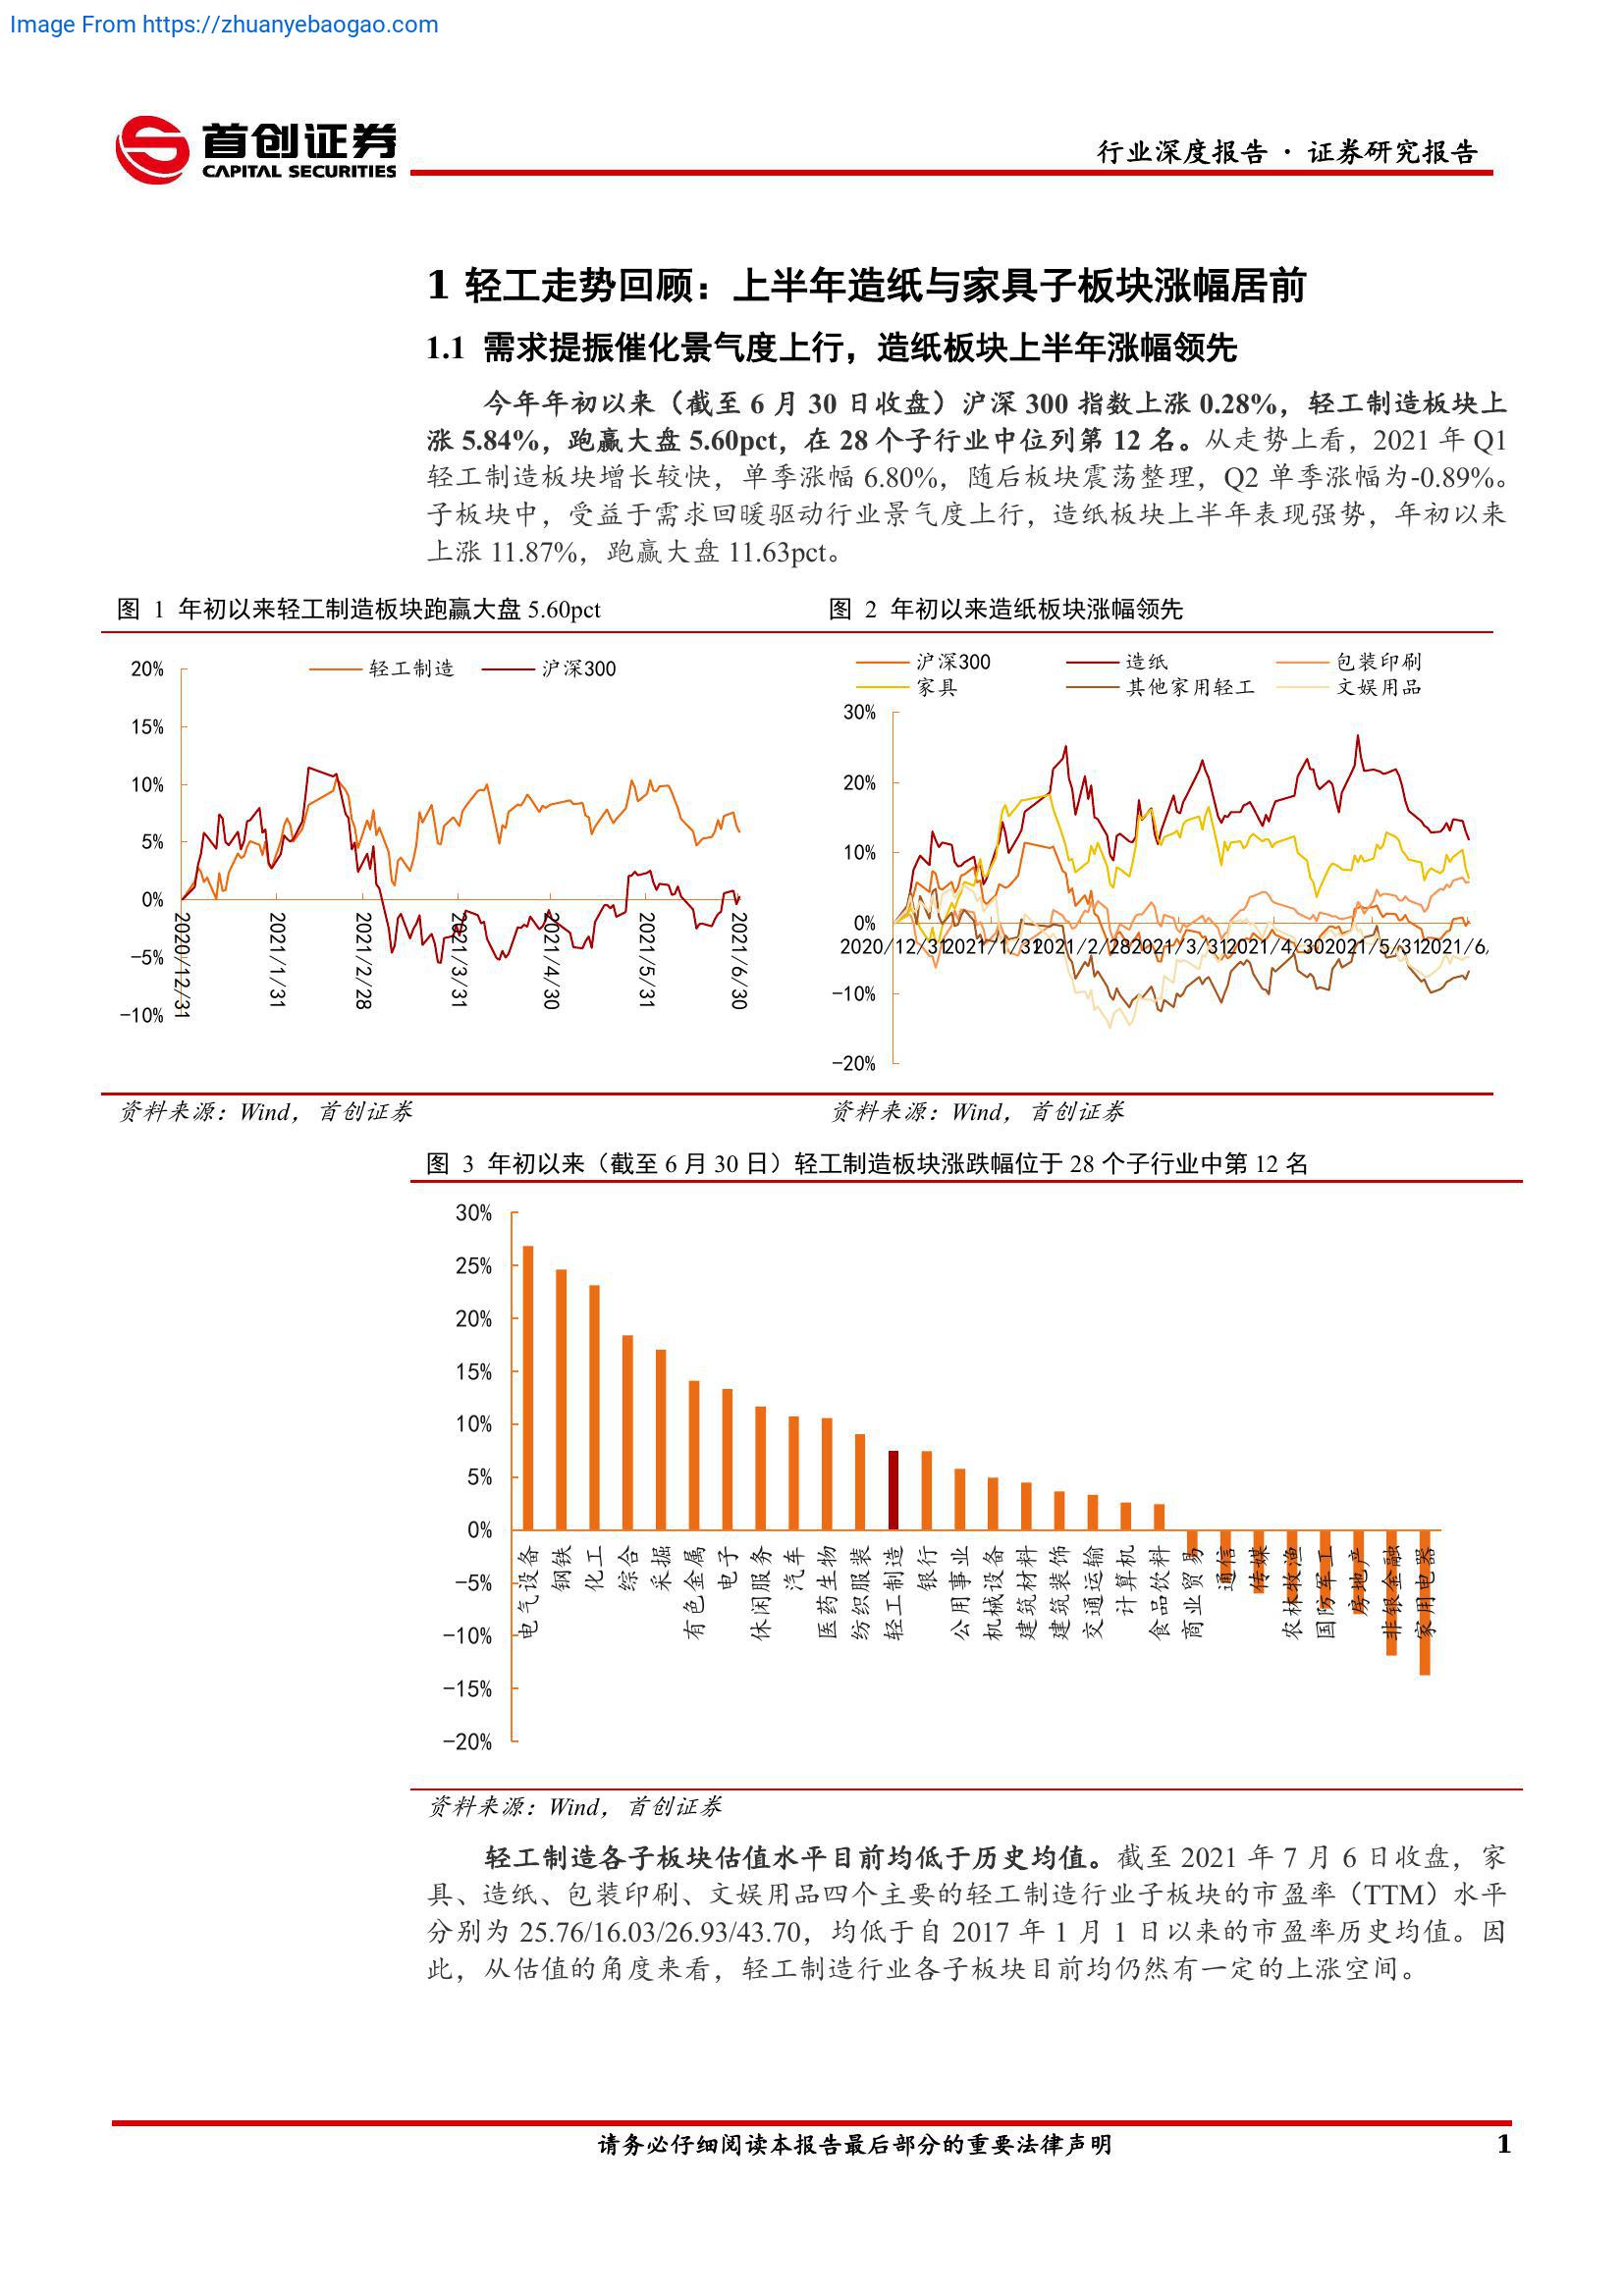 Image From https://zhuanyebaogao.com
首创证券
CAPITAL SECURITIES
行业深度报告 · 证券研究报告
1 轻工走势回顾：上半年造纸与家具子板块涨幅居前
1.1 需求提振催化景气度上行，造纸板块上半年涨幅领先
今年年初以来（截至 6 月 30 日收盘）沪深 300 指数上涨 0.28%，轻工制造板块上
涨 5.84%，跑赢大盘 5.60pct，在 28 个子行业中位列第 12 名。从走势上看，2021 年 Q1
轻工制造板块增长较快，单季涨幅 6.80%，随后板块震荡整理，Q2 单季涨幅为-0.89%。
子板块中，受益于需求回暖驱动行业景气度上行，造纸板块上半年表现强势，年初以来
上涨 11.87%，跑赢大盘 11.63pct。
图 1 年初以来轻工制造板块跑赢大盘 5.60pct
轻工制造 沪深300
20%
15%
10%
5%
0%
-5%
-10%
2020/12/31
2021/1/31
2021/2/28
2021/3/31
2021/4/30
2021/5/31
2021/6/30
资料来源：Wind，首创证券
图 2 年初以来造纸板块涨幅领先
沪深300 造纸 包装印刷
家具 其他家用轻工 文娱用品
30%
20%
10%
0%
-10%
-20%
2020/12/31
2021/1/31
2021/2/28
2021/3/31
2021/4/30
2021/5/31
2021/6/
资料来源：Wind，首创证券
图 3 年初以来（截至 6 月 30 日）轻工制造板块涨跌幅位于 28 个子行业中第 12 名
30%
25%
20%
15%
10%
5%
0%
-5%
-10%
-15%
-20%
电气设备
钢铁
化工
综合
采掘
有色金属
电子
休闲服务
汽车
医药生物
纺织服装
轻工制造
银行
公用事业
机械设备
建筑材料
建筑装饰
交通运输
计算机
食品饮料
商业贸易
通信
传媒
农林牧渔
国防军工
房地产
非银金融
家用电器
资料来源：Wind，首创证券
轻工制造各子板块估值水平目前均低于历史均值。截至 2021 年 7 月 6 日收盘，家
具、造纸、包装印刷、文娱用品四个主要的轻工制造行业子板块的市盈率（TTM）水平
分别为 25.76/16.03/26.93/43.70，均低于自 2017 年 1 月 1 日以来的市盈率历史均值。因
此，从估值的角度来看，轻工制造行业各子板块目前均仍然有一定的上涨空间。
请务必仔细阅读本报告最后部分的重要法律声明
1